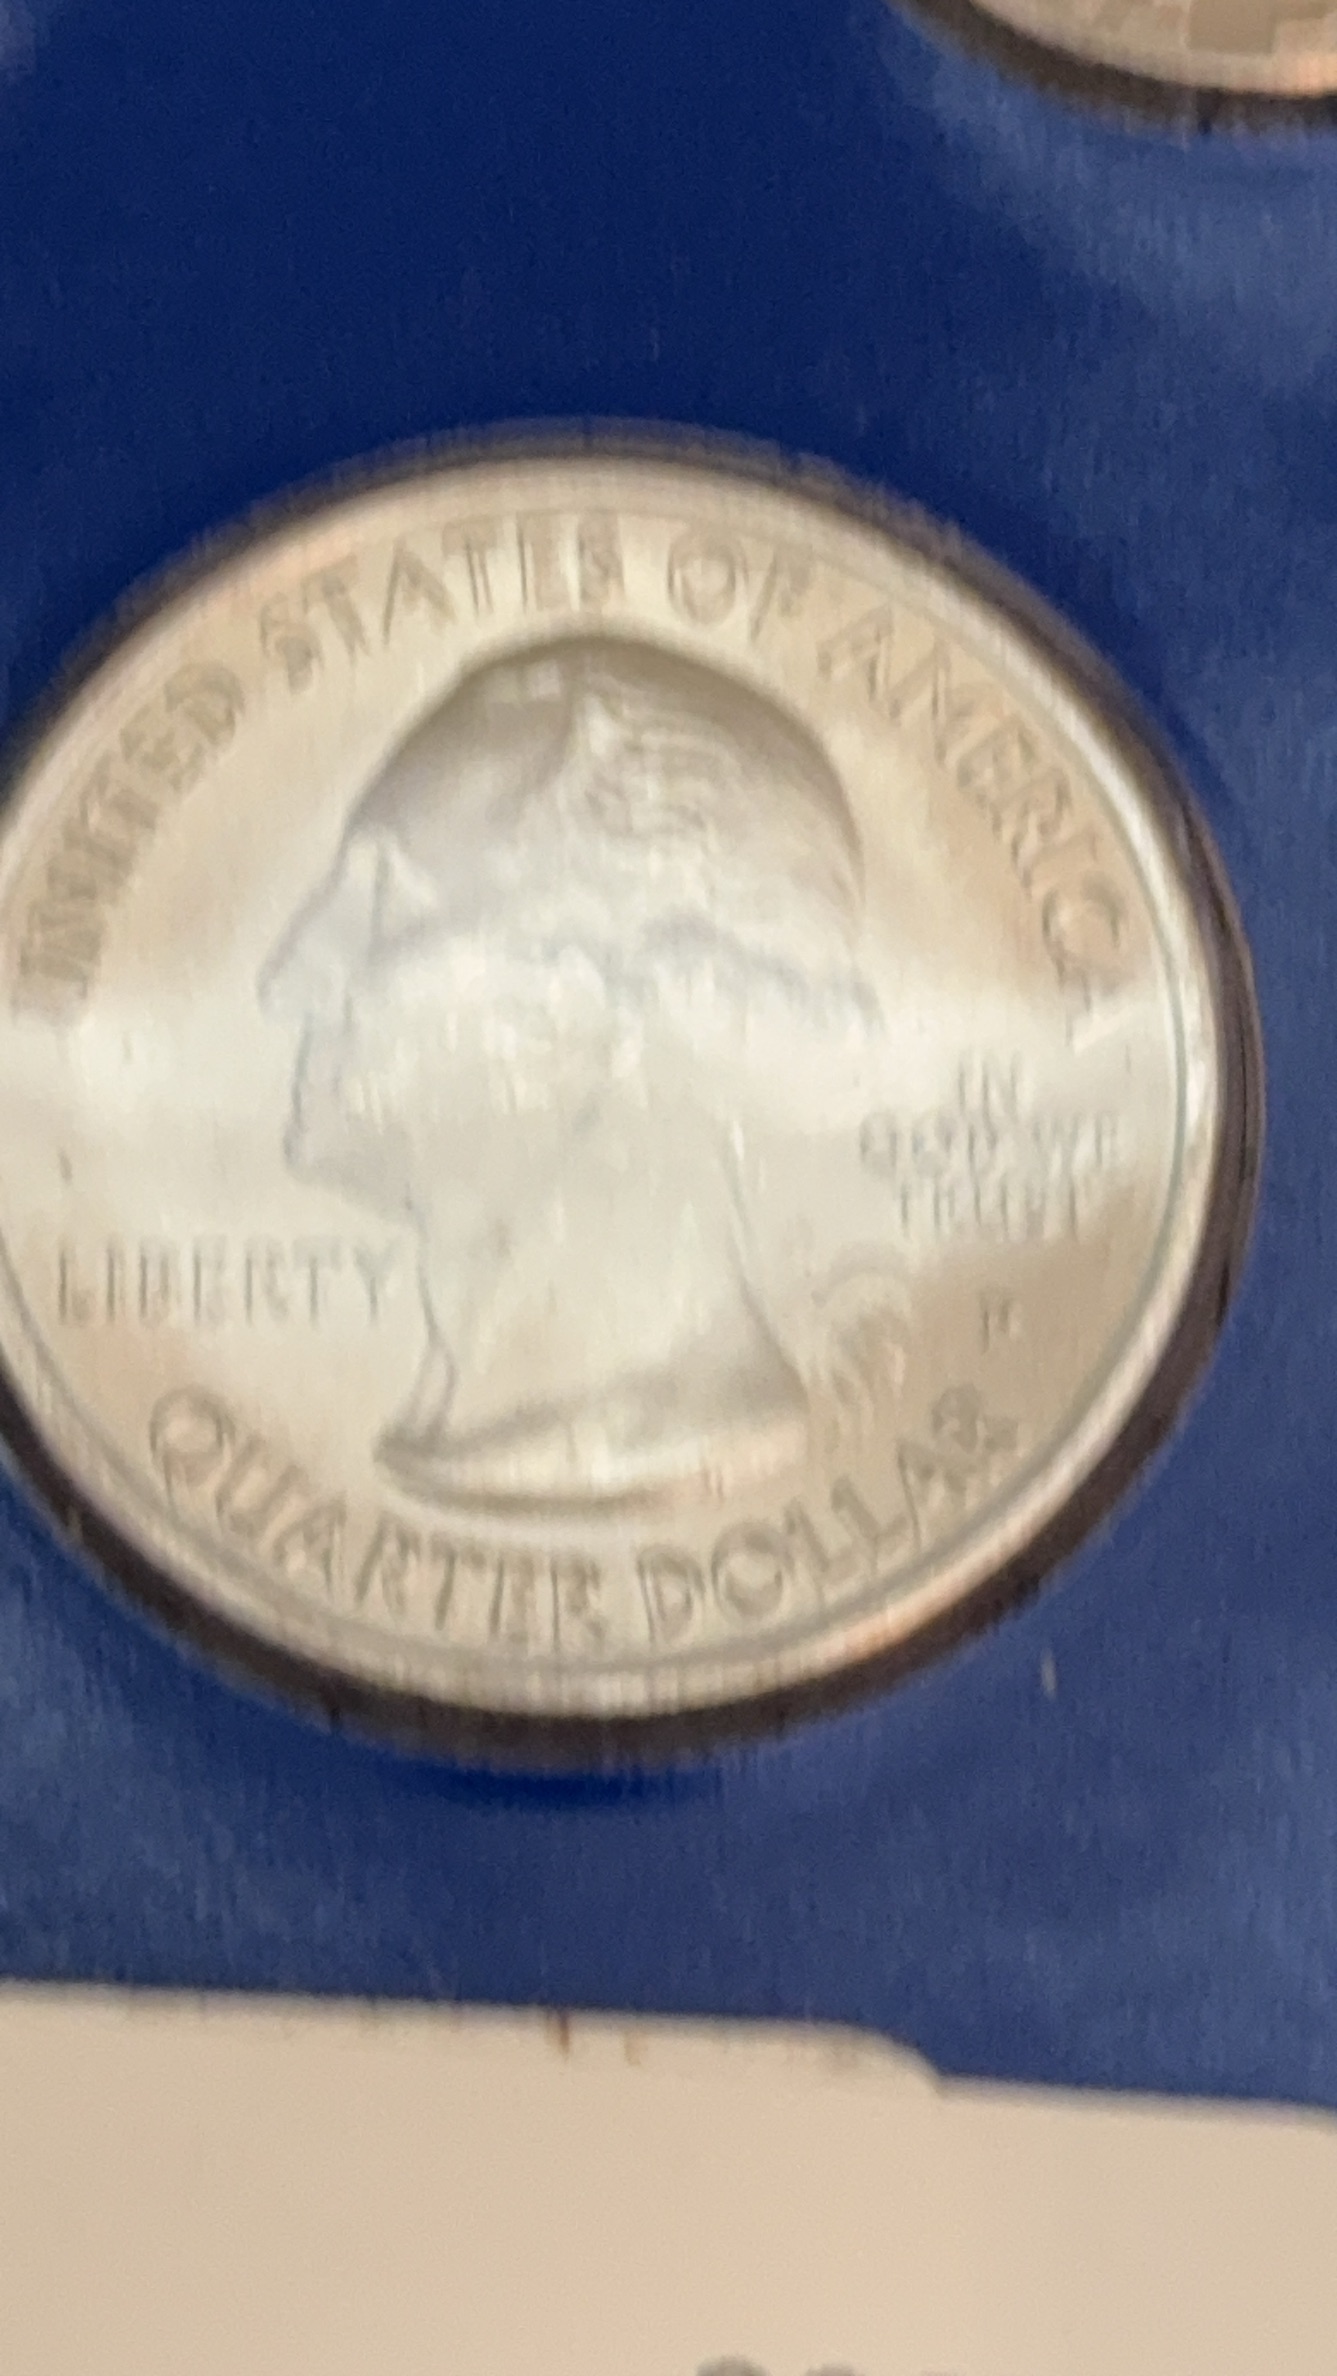 UNITED STATES OF AMERICA
LIBERTY
IN
GOD WE
TRUST
P
QUARTER DOLLAR